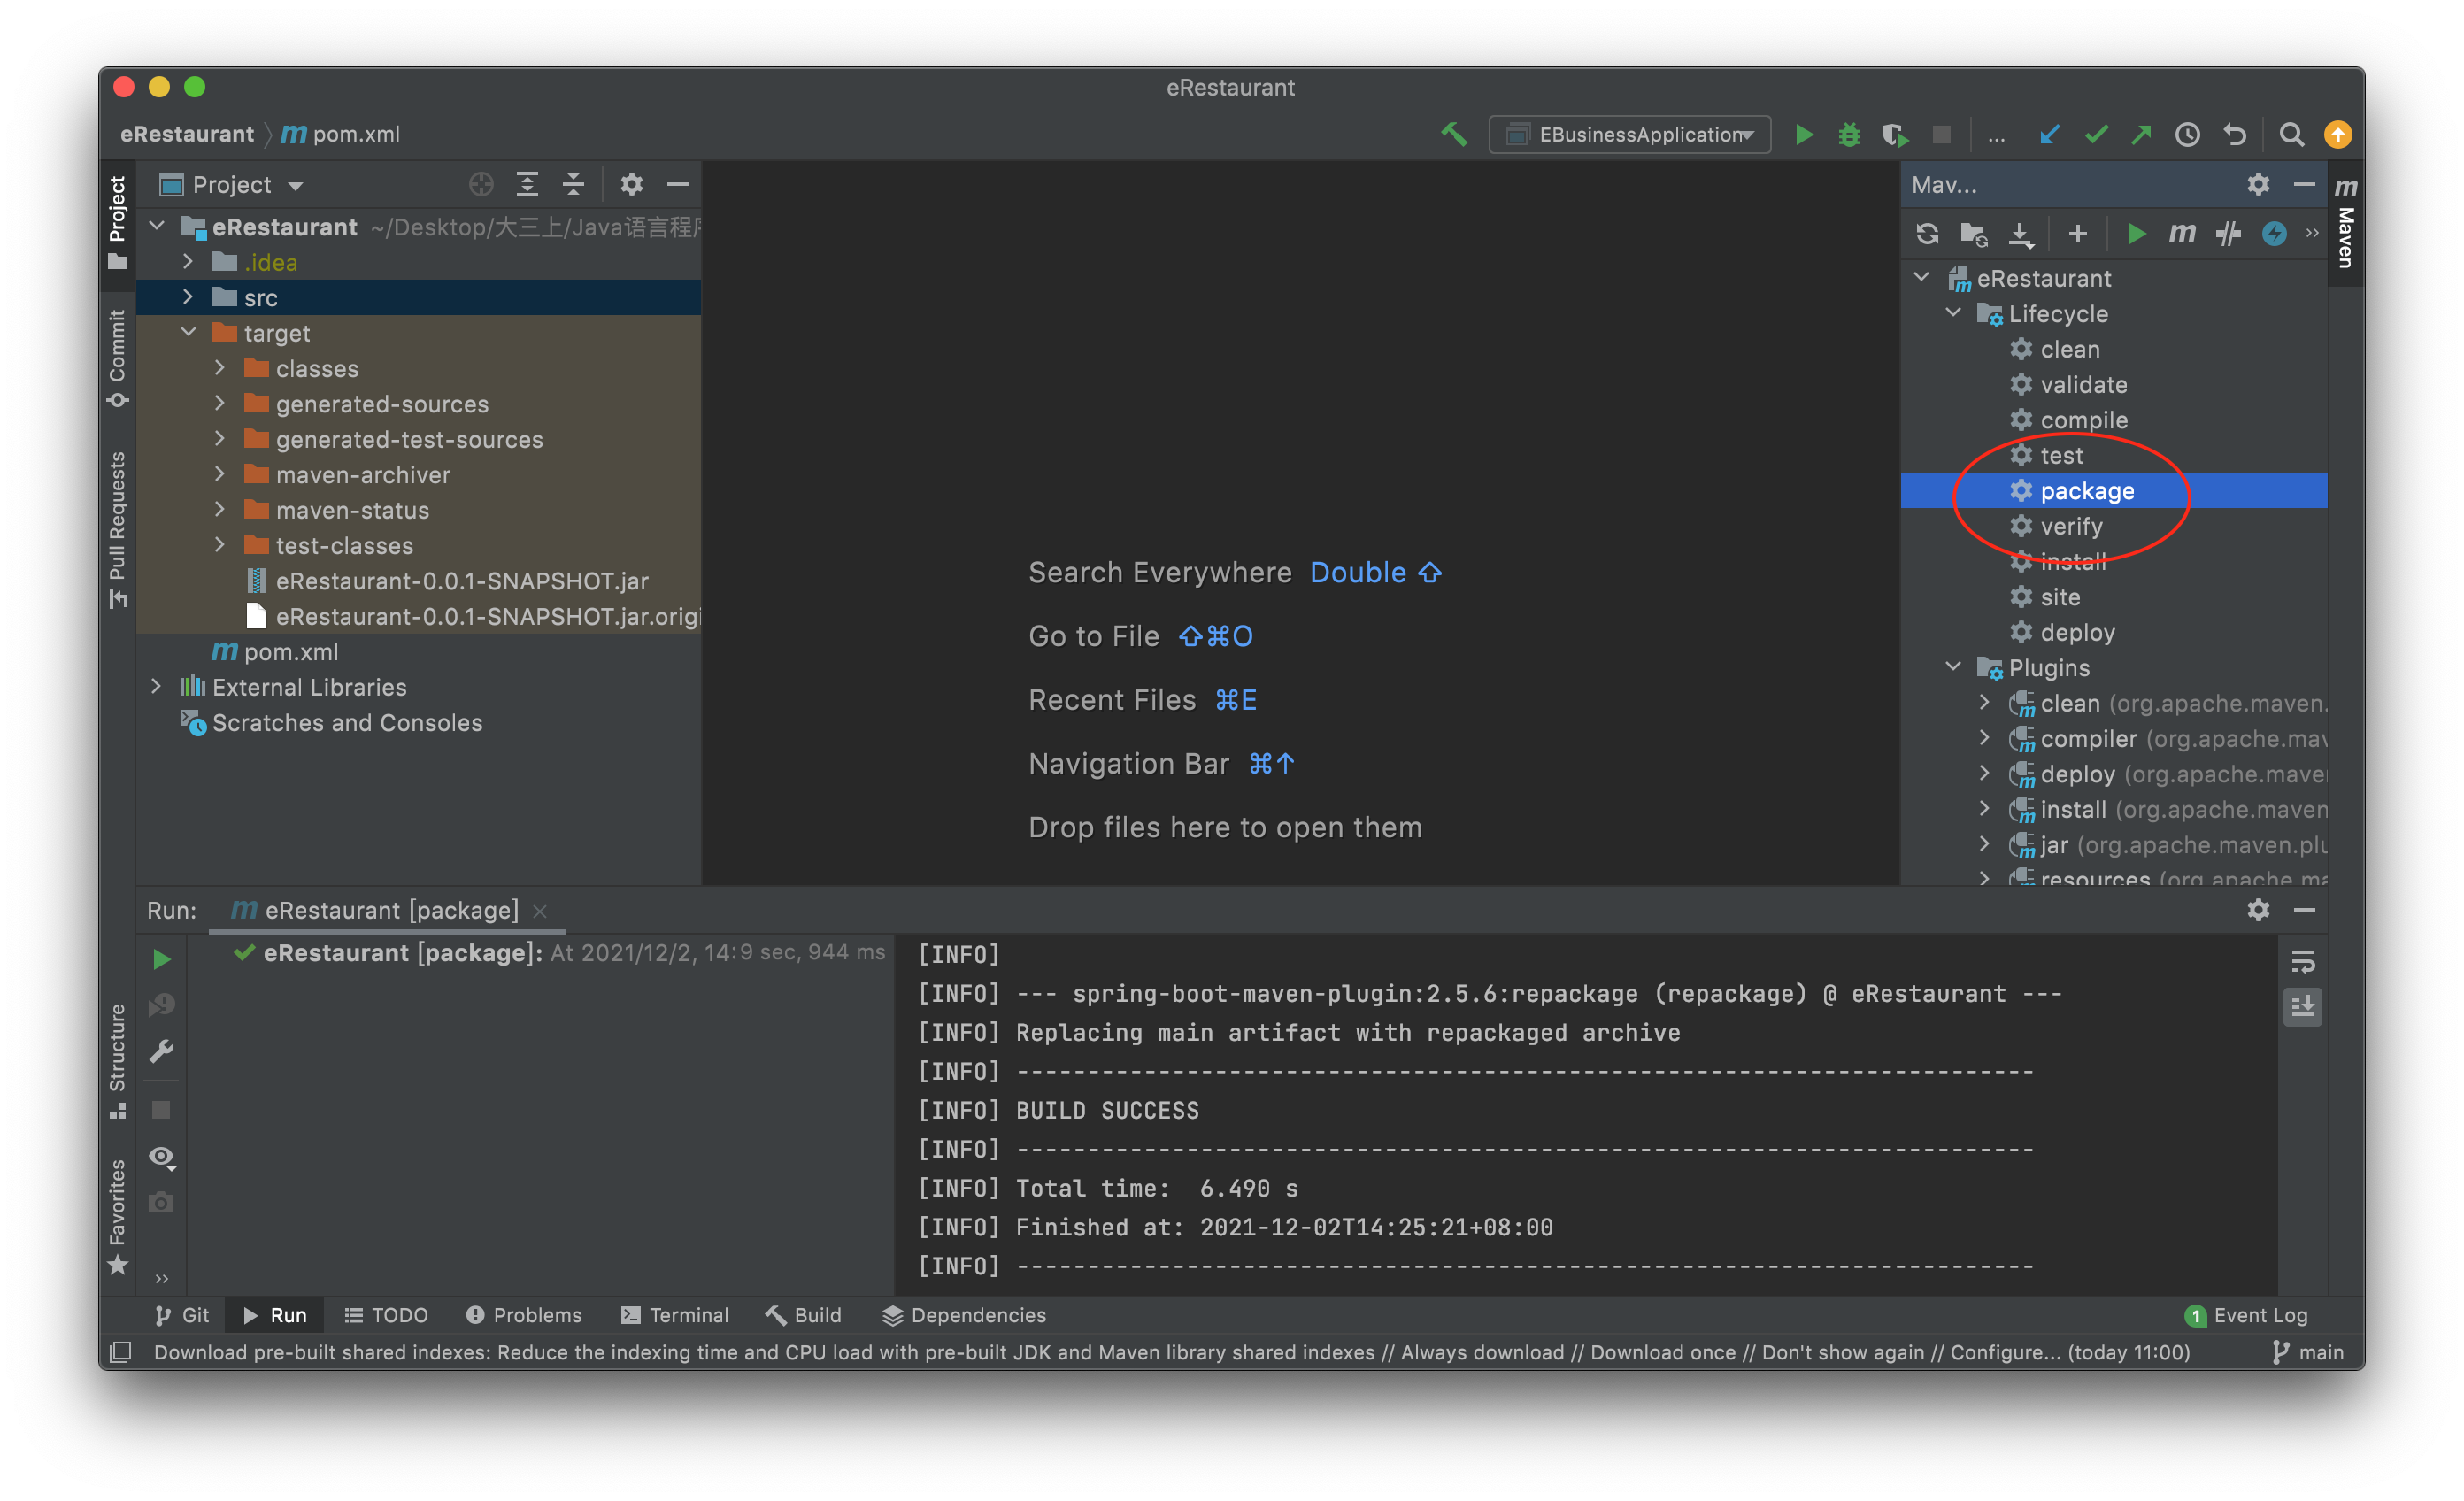 eRestaurant
eRestaurant 〉 m pom.xml
EBusinessApplication
...
Project
Commit
Pull Requests
Structure
Favorites
Project
eRestaurant ~/Desktop/大三上/Java语言程
.idea
src
target
classes
generated-sources
generated-test-sources
maven-archiver
maven-status
test-classes
eRestaurant-0.0.1-SNAPSHOT.jar
eRestaurant-0.0.1-SNAPSHOT.jar.origi
m pom.xml
External Libraries
Scratches and Consoles
Search Everywhere Double ⇧
Go to File ⇧⌘O
Recent Files ⌘E
Navigation Bar ⌘↑
Drop files here to open them
Mav...
m Maven
m
eRestaurant
Lifecycle
clean
validate
compile
test
package
verify
install
site
deploy
Plugins
clean (org.apache.maven.
compiler (org.apache.mav
deploy (org.apache.maven
install (org.apache.maven
jar (org.apache.maven.plu
resources (org.apache.ma
Run: m eRestaurant [package]
eRestaurant [package]: At 2021/12/2, 14: 9 sec, 944 ms
[INFO]
[INFO] --- spring-boot-maven-plugin:2.5.6:repackage (repackage) @ eRestaurant ---
[INFO] Replacing main artifact with repackaged archive
[INFO] ------------------------------------------------------------------------
[INFO] BUILD SUCCESS
[INFO] ------------------------------------------------------------------------
[INFO] Total time:  6.490 s
[INFO] Finished at: 2021-12-02T14:25:21+08:00
[INFO] ------------------------------------------------------------------------
Git Run TODO Problems Terminal Build Dependencies 1 Event Log
Download pre-built shared indexes: Reduce the indexing time and CPU load with pre-built JDK and Maven library shared indexes // Always download // Download once // Don't show again // Configure... (today 11:00) main